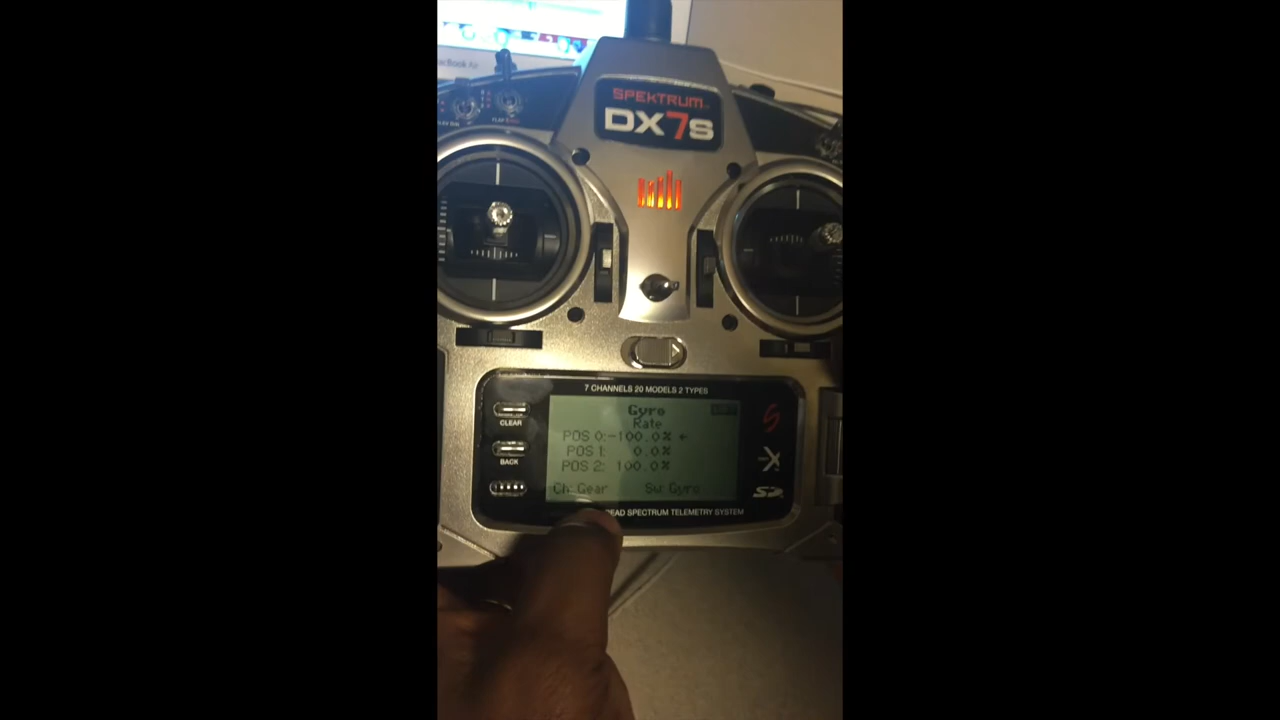 SPEKTRUM
DX7s
7 CHANNELS 20 MODELS 2 TYPES
CLEAR
BACK
Gyro
Rate
POS 0:-100.0% ←
POS 1: 0.0%
POS 2: 100.0%
Ch:Gear Sw:Gyro
SPECTRUM TELEMETRY SYSTEM